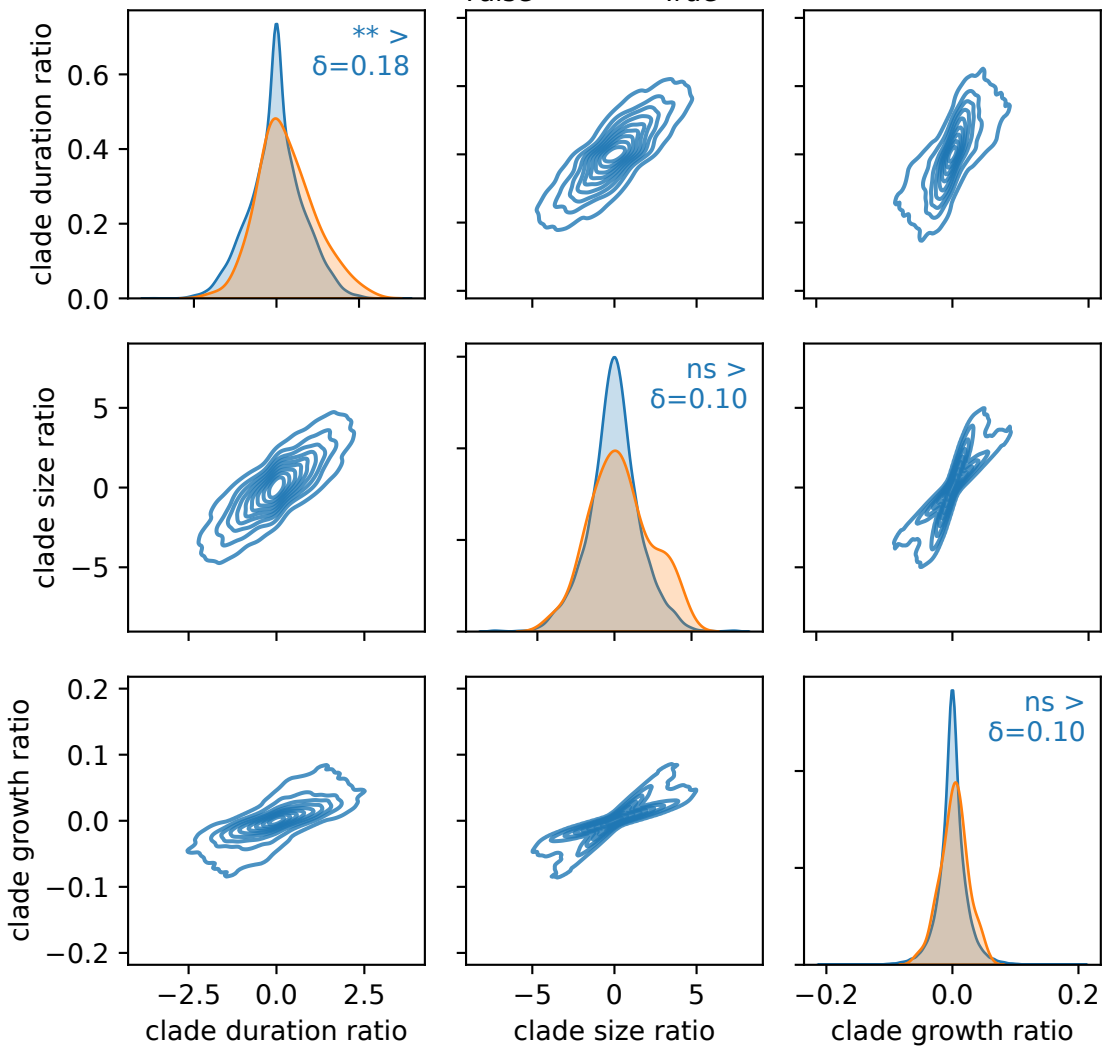 0.0
0.2
0.4
0.6
clade duration ratio
** >
δ=0.18
−5
0
5
clade size ratio
ns >
δ=0.10
−0.2
−0.1
0.0
0.1
0.2
clade growth ratio
ns >
δ=0.10
−2.5
0.0
2.5
clade duration ratio
−5
0
5
clade size ratio
−0.2
0.0
0.2
clade growth ratio